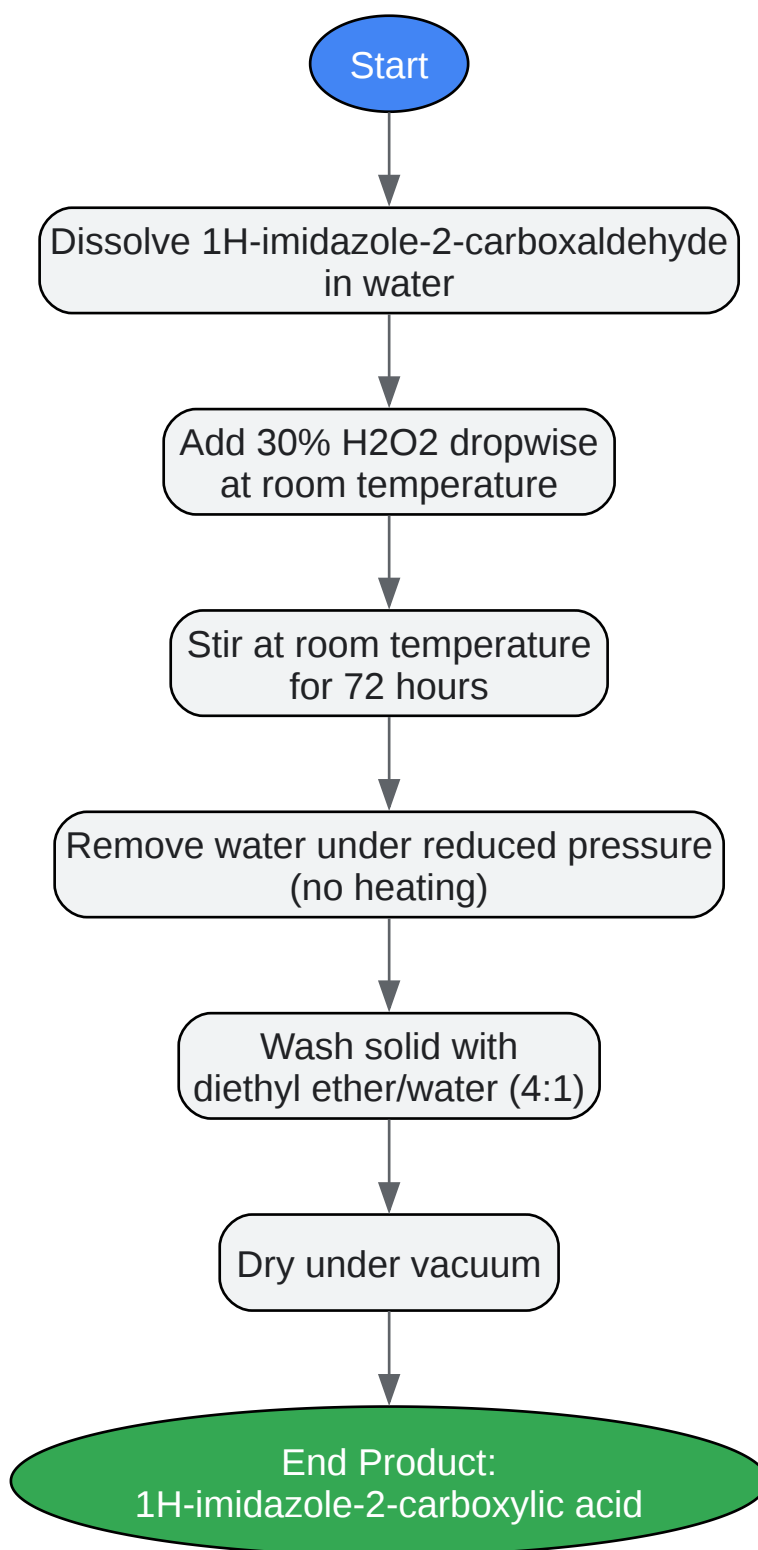 Start
Dissolve 1H-imidazole-2-carboxaldehyde
in water
Add 30% H2O2 dropwise
at room temperature
Stir at room temperature
for 72 hours
Remove water under reduced pressure
(no heating)
Wash solid with
diethyl ether/water (4:1)
Dry under vacuum
End Product:
1H-imidazole-2-carboxylic acid